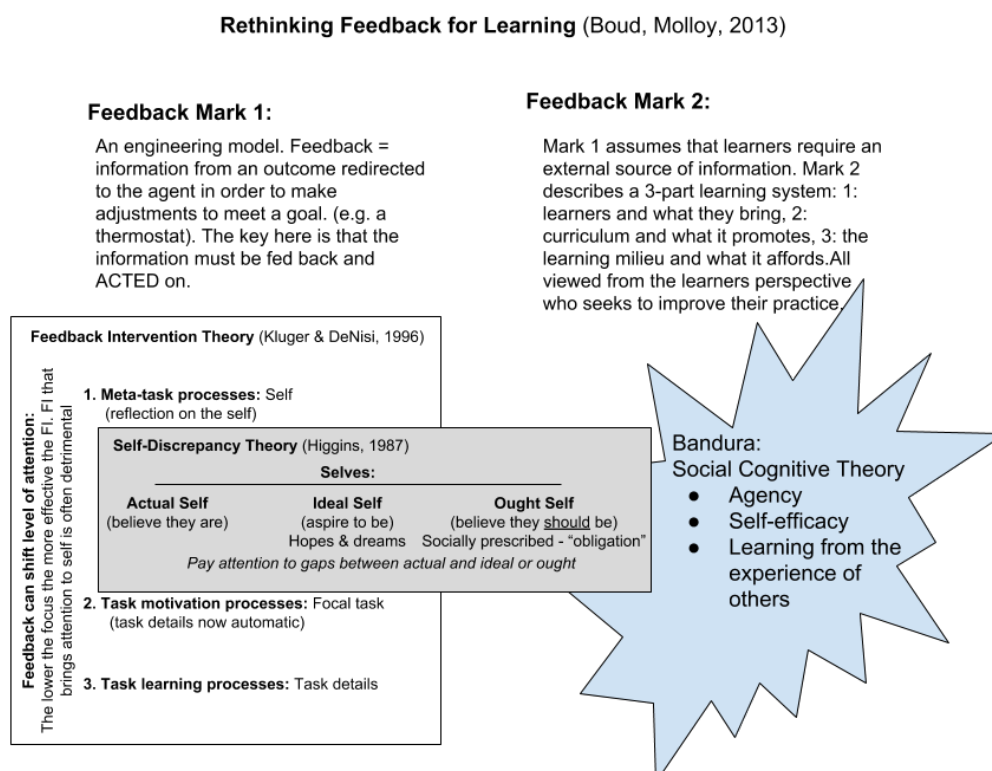 Rethinking Feedback for Learning (Boud, Molloy, 2013)
Feedback Mark 1:
An engineering model. Feedback =
information from an outcome redirected
to the agent in order to make
adjustments to meet a goal. (e.g. a
thermostat). The key here is that the
information must be fed back and
ACTED on.
Feedback Mark 2:
Mark 1 assumes that learners require an
external source of information. Mark 2
describes a 3-part learning system: 1:
learners and what they bring, 2:
curriculum and what it promotes, 3: the
learning milieu and what it affords.All
viewed from the learners perspective
who seeks to improve their practice.
Feedback Intervention Theory (Kluger & DeNisi, 1996)
Feedback can shift level of attention:
The lower the focus the more effective the FI. FI that
brings attention to self is often detrimental
1. Meta-task processes: Self
(reflection on the self)
Self-Discrepancy Theory (Higgins, 1987)
Selves:
Actual Self
(believe they are)
Ideal Self
(aspire to be)
Hopes & dreams
Ought Self
(believe they should be)
Socially prescribed - “obligation”
Pay attention to gaps between actual and ideal or ought
2. Task motivation processes: Focal task
(task details now automatic)
3. Task learning processes: Task details
Bandura:
Social Cognitive Theory
● Agency
● Self-efficacy
● Learning from the
experience of
others